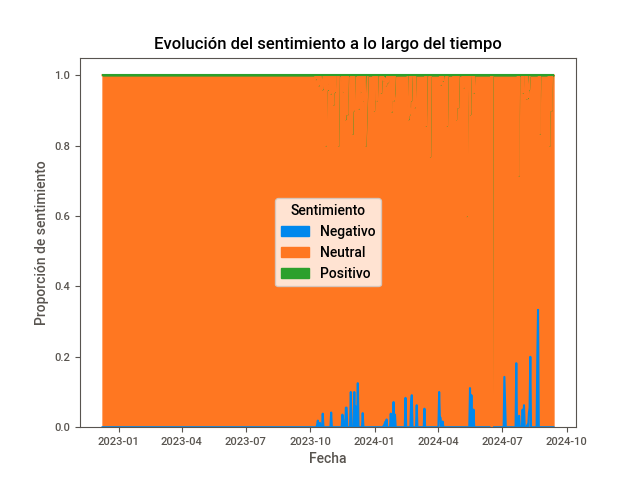 Evolución del sentimiento a lo largo del tiempo
Proporción de sentimiento
1.0
0.8
0.6
0.4
0.2
0.0
Sentimiento
Negativo
Neutral
Positivo
2023-01 2023-04 2023-07 2023-10 2024-01 2024-04 2024-07 2024-10
Fecha